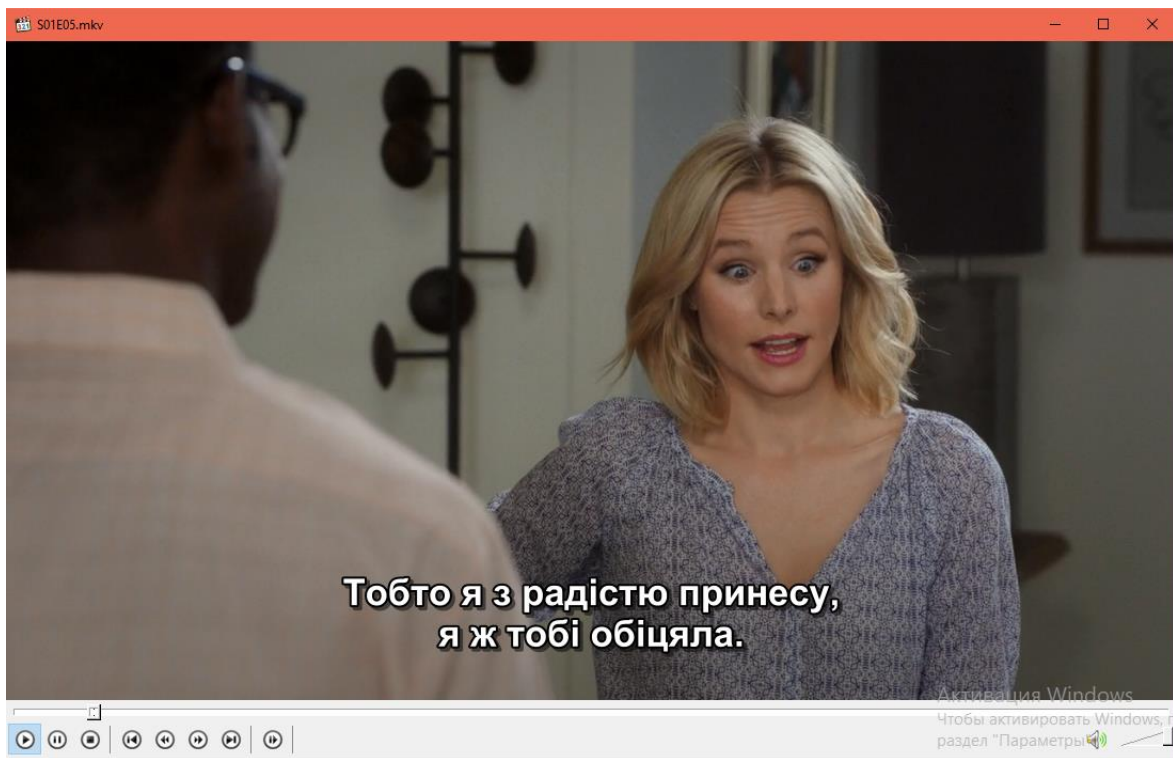 S01E05.mkv
Тобто я з радістю принесу,
я ж тобі обіцяла.
Активация Windows
Чтобы активировать Windows,
раздел "Параметры